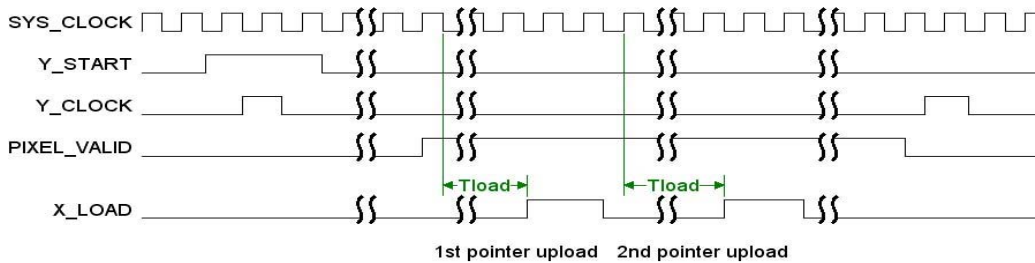 SYS_CLOCK
Y_START
Y_CLOCK
PIXEL_VALID
Tload Tload
X_LOAD
1st pointer upload 2nd pointer upload